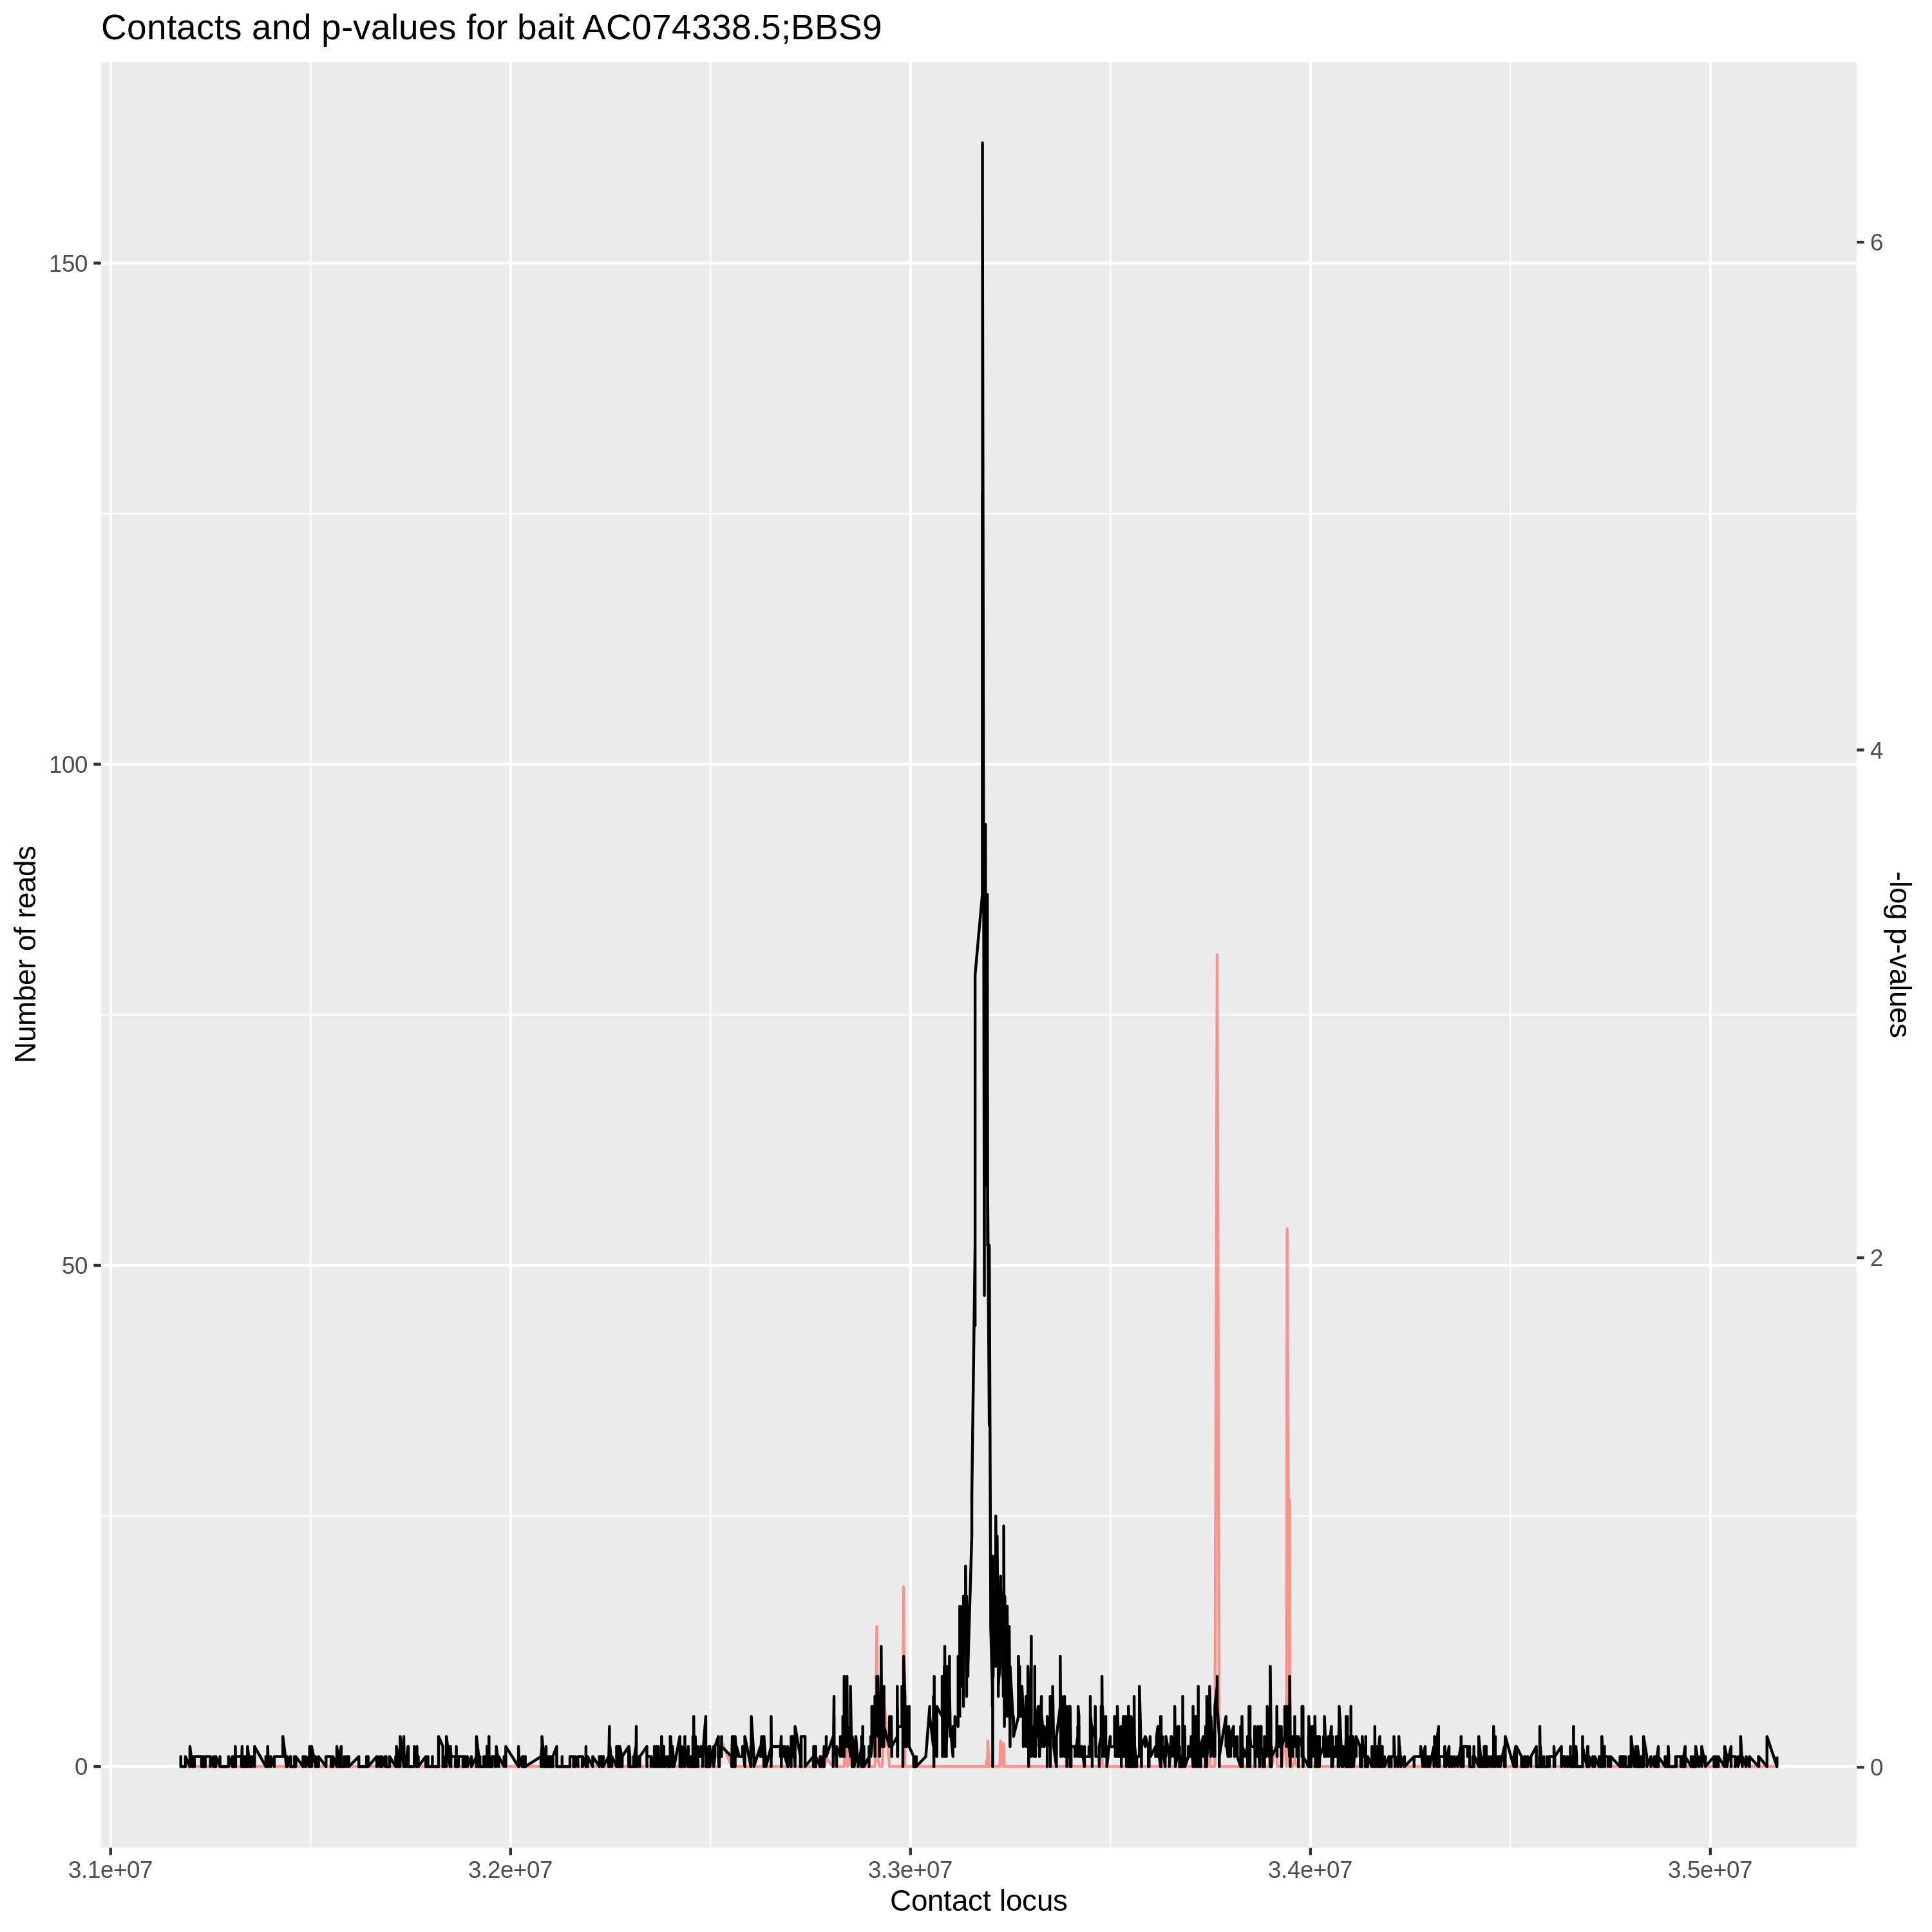 Contacts and p-values for bait AC074338.5;BBS9
150
100
50
0
Number of reads
6
4
2
0
-log p-values
3.1e+07
3.2e+07
3.3e+07
3.4e+07
3.5e+07
Contact locus